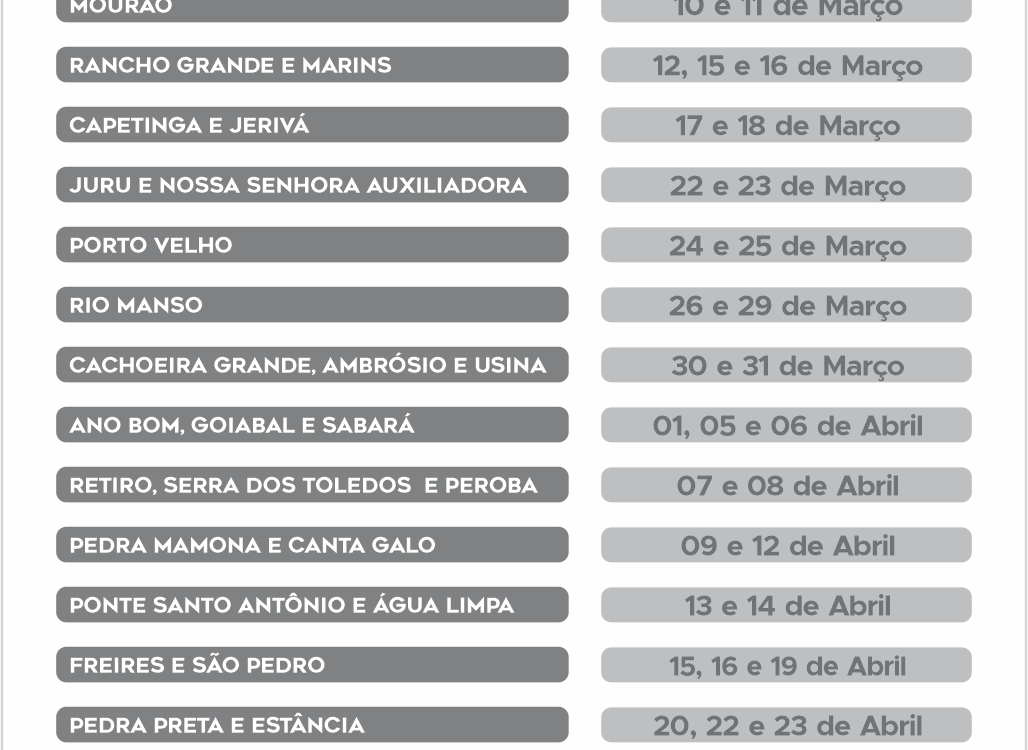 MOURÃO 10 e 11 de Março
RANCHO GRANDE E MARINS 12, 15 e 16 de Março
CAPETINGA E JERIVÁ 17 e 18 de Março
JURU E NOSSA SENHORA AUXILIADORA 22 e 23 de Março
PORTO VELHO 24 e 25 de Março
RIO MANSO 26 e 29 de Março
CACHOEIRA GRANDE, AMBRÓSIO E USINA 30 e 31 de Março
ANO BOM, GOIABAL E SABARÁ 01, 05 e 06 de Abril
RETIRO, SERRA DOS TOLEDOS E PEROBA 07 e 08 de Abril
PEDRA MAMONA E CANTA GALO 09 e 12 de Abril
PONTE SANTO ANTÔNIO E ÁGUA LIMPA 13 e 14 de Abril
FREIRES E SÃO PEDRO 15, 16 e 19 de Abril
PEDRA PRETA E ESTÂNCIA 20, 22 e 23 de Abril